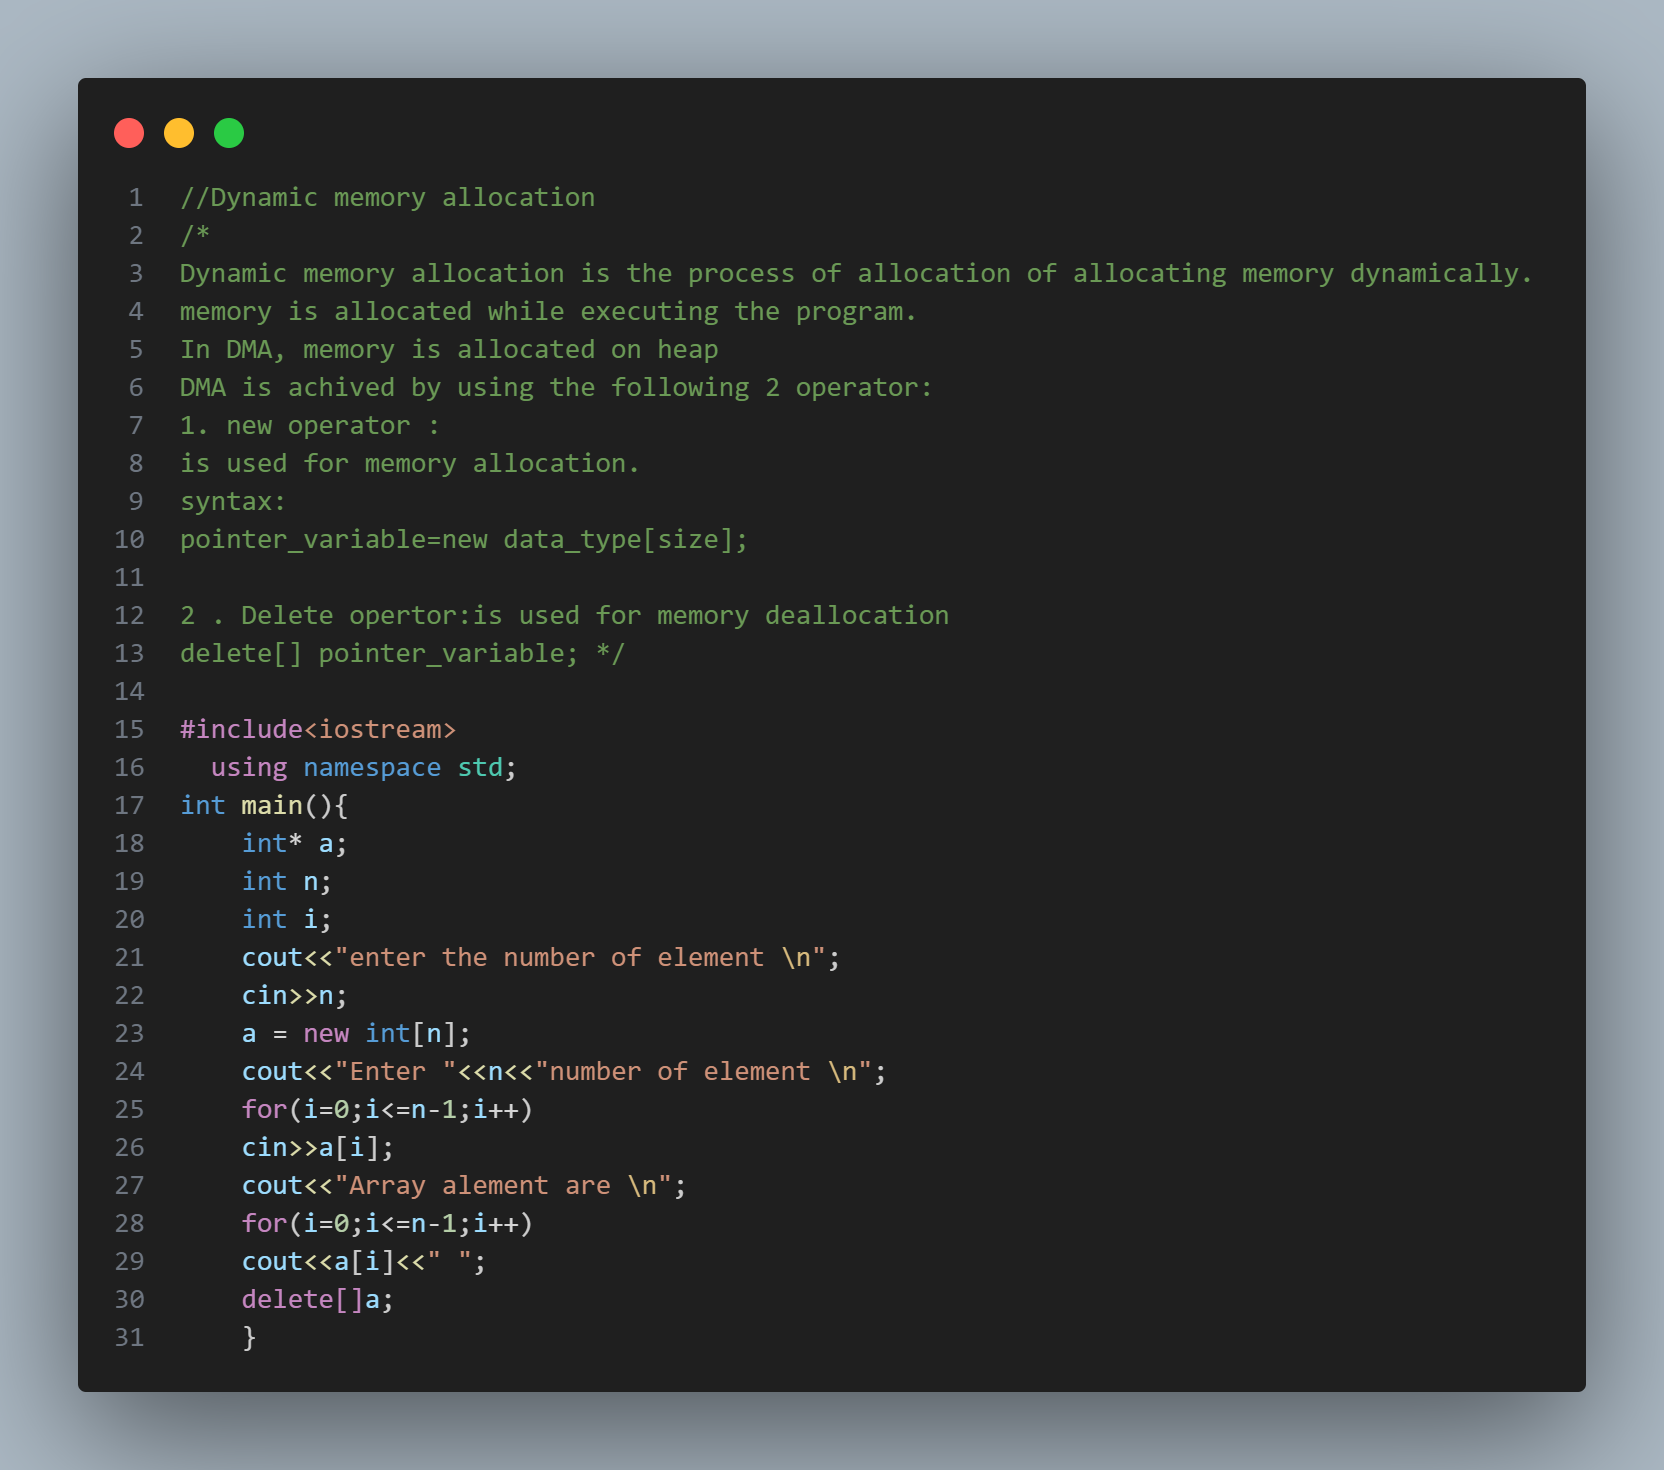 1 //Dynamic memory allocation
2 /*
3 Dynamic memory allocation is the process of allocation of allocating memory dynamically.
4 memory is allocated while executing the program.
5 In DMA, memory is allocated on heap
6 DMA is achived by using the following 2 operator:
7 1. new operator :
8 is used for memory allocation.
9 syntax:
10 pointer_variable=new data_type[size];
11
12 2 . Delete opertor:is used for memory deallocation
13 delete[] pointer_variable; */
14
15 #include<iostream>
16   using namespace std;
17 int main(){
18     int* a;
19     int n;
20     int i;
21     cout<<"enter the number of element \n";
22     cin>>n;
23     a = new int[n];
24     cout<<"Enter "<<n<<"number of element \n";
25     for(i=0;i<=n-1;i++)
26     cin>>a[i];
27     cout<<"Array alement are \n";
28     for(i=0;i<=n-1;i++)
29     cout<<a[i]<<" ";
30     delete[]a;
31     }